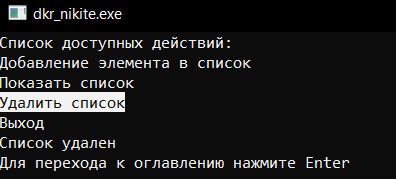 dkr_nikite.exe
Список доступных действий:
Добавление элемента в список
Показать список
Удалить список
Выход
Список удален
Для перехода к оглавлению нажмите Enter